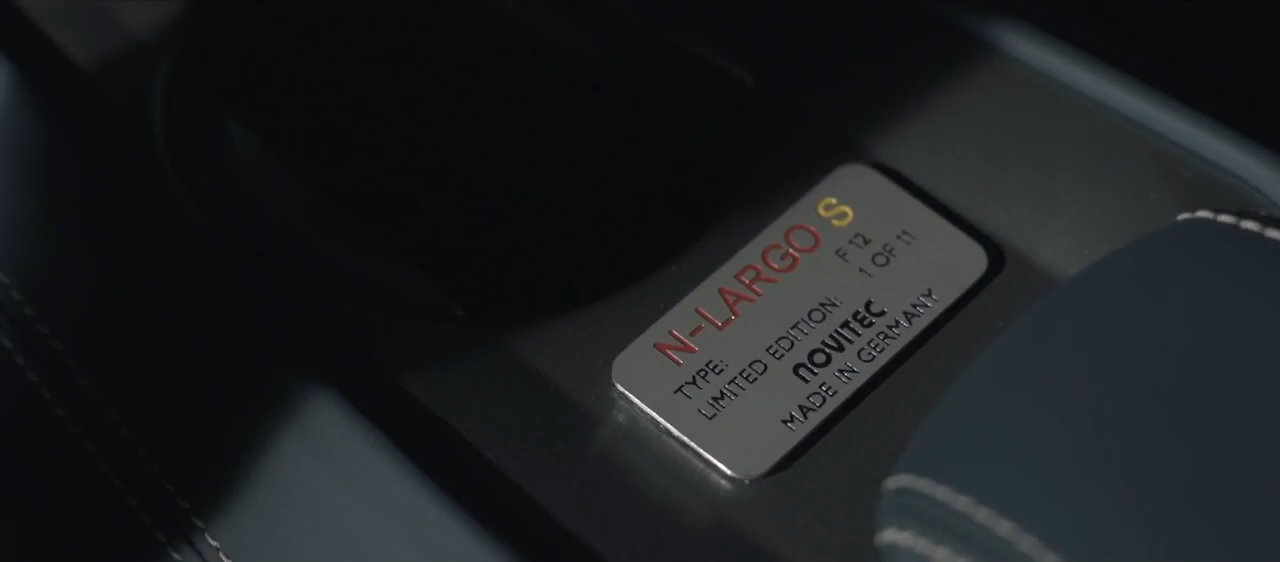 N-LARGO S
TYPE: F 12
LIMITED EDITION: 1 OF 11
NOVITEC
MADE IN GERMANY